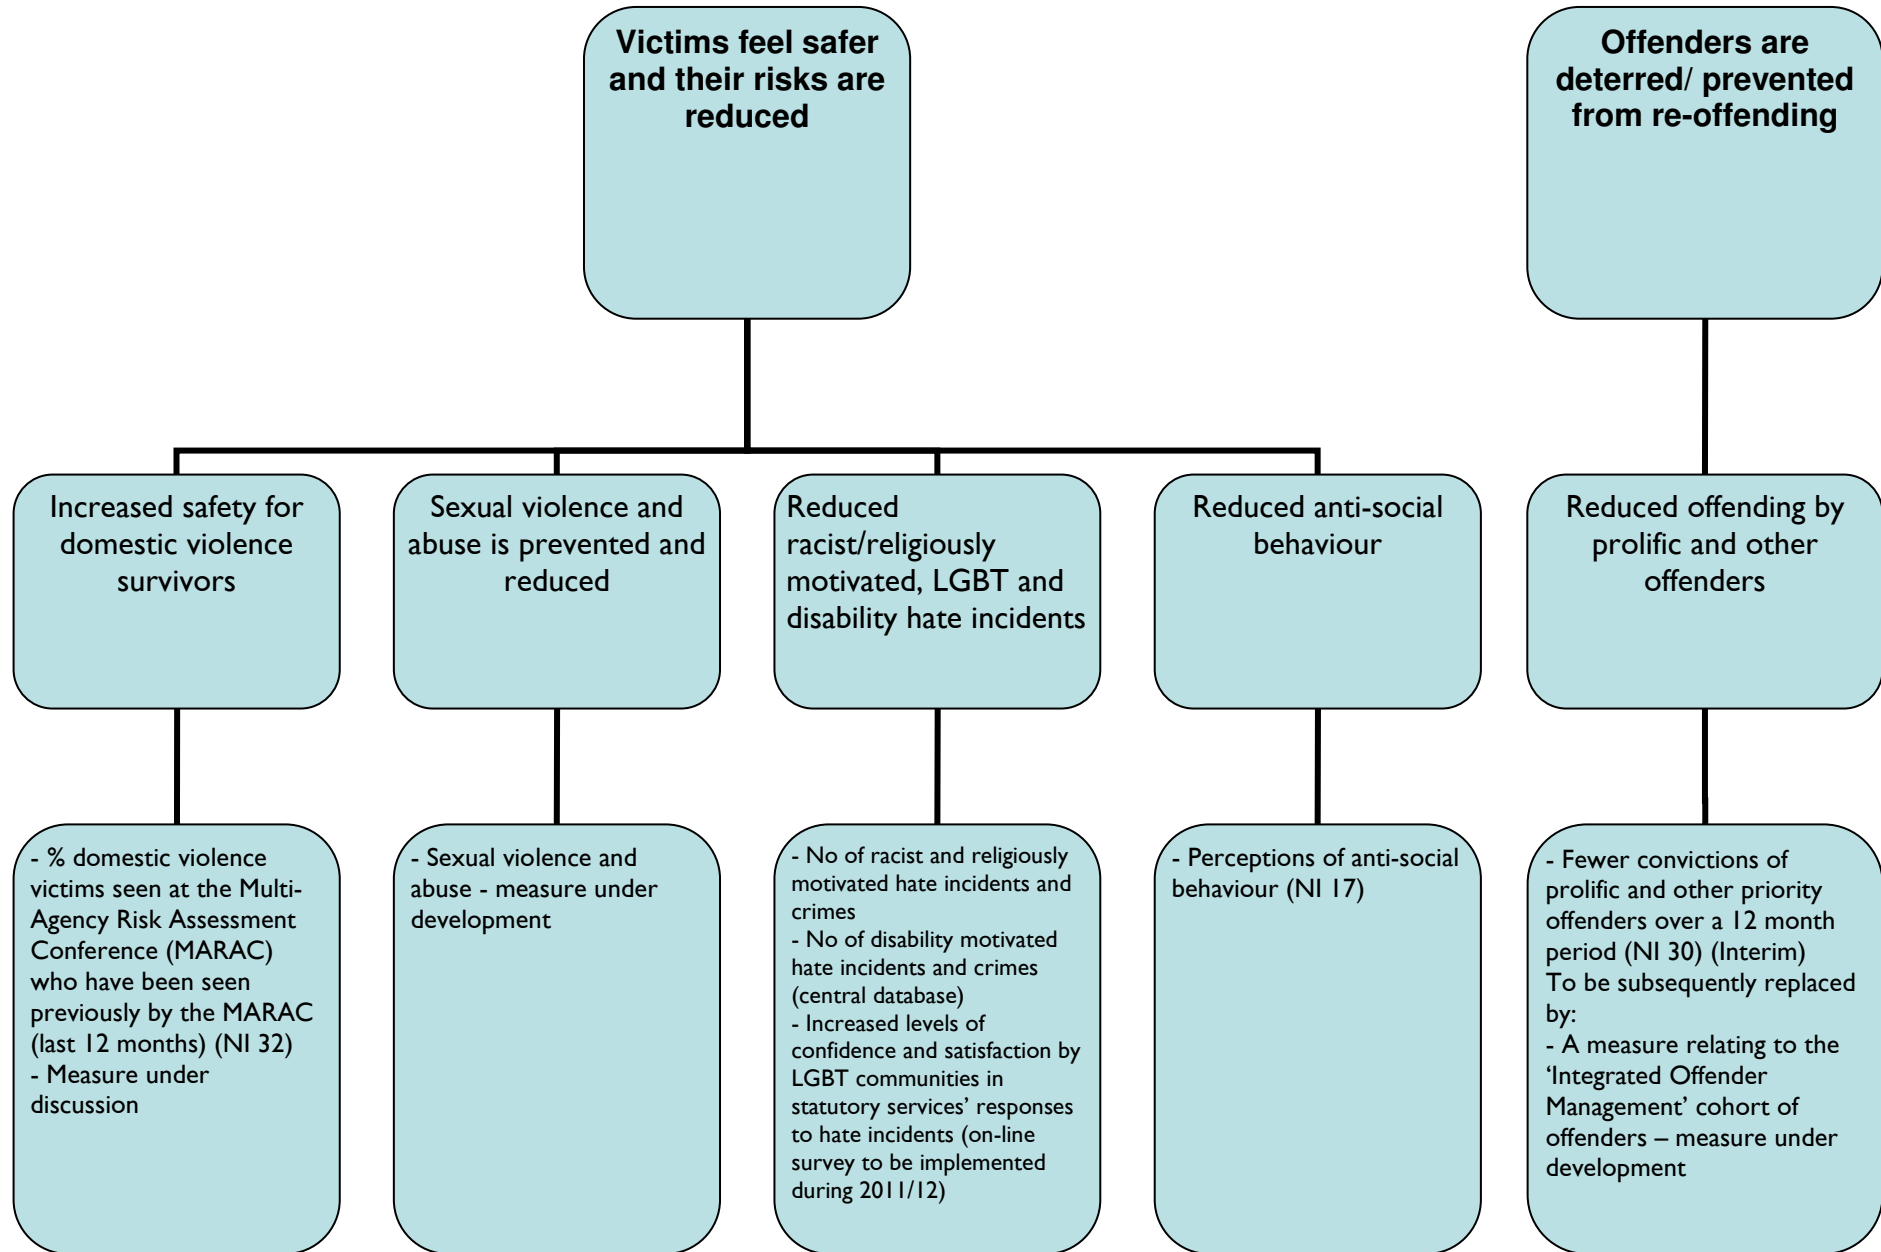 Victims feel safer
and their risks are
reduced
Offenders are
deterred/ prevented
from re-offending
Increased safety for
domestic violence
survivors
Sexual violence and
abuse is prevented and
reduced
Reduced
racist/religiously
motivated, LGBT and
disability hate incidents
Reduced anti-social
behaviour
Reduced offending by
prolific and other
offenders
- % domestic violence
victims seen at the Multi-
Agency Risk Assessment
Conference (MARAC)
who have been seen
previously by the MARAC
(last 12 months) (NI 32)
- Measure under
discussion
- Sexual violence and
abuse - measure under
development
- No of racist and religiously
motivated hate incidents and
crimes
- No of disability motivated
hate incidents and crimes
(central database)
- Increased levels of
confidence and satisfaction by
LGBT communities in
statutory services’ responses
to hate incidents (on-line
survey to be implemented
during 2011/12)
- Perceptions of anti-social
behaviour (NI 17)
- Fewer convictions of
prolific and other priority
offenders over a 12 month
period (NI 30) (Interim)
To be subsequently replaced
by:
- A measure relating to the
‘Integrated Offender
Management’ cohort of
offenders – measure under
development